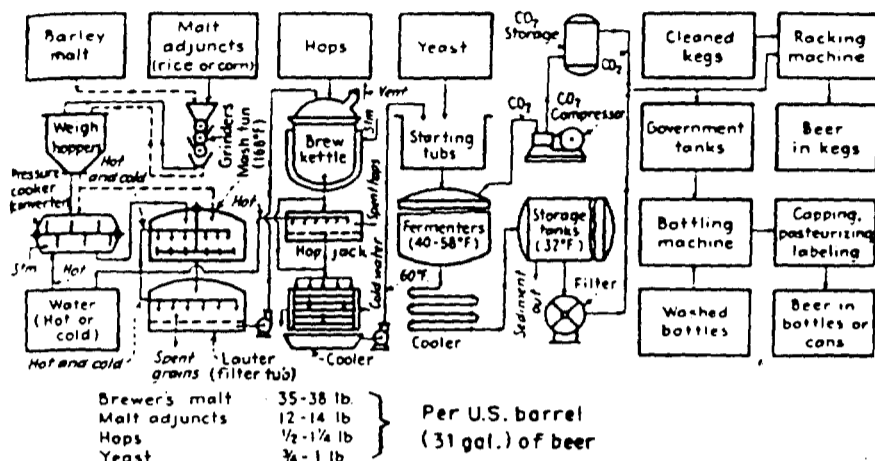 Barley
malt
Malt
adjuncts
(rice or corn)
Hops
Yeast
CO2
Storage
CO2
Cleaned
kegs
Racking
machine
Weigh
hoppers
Grinders
Mash tun
(168°F)
Vent
Stm
Brew
kettle
Starting
tubs
CO2
CO2
Compressor
Government
tanks
Beer
in kegs
Pressure
cooker
(converter)
Hot
and cold
Hot
Spent hops
Hop jack
Fermenters
(40-58°F)
Storage
tanks
(32°F)
Bottling
machine
Capping,
pasteurizing
labeling
Stm
Hot
Water
(Hot or
cold)
Cold water
60°F
Sediment
out
Filter
Washed
bottles
Beer in
bottles or
cans
Hot and cold
Spent
grains
Lauter
(filter tub)
Cooler
Cooler
Brewer's malt 35-38 lb.
Malt adjuncts 12-14 lb
Hops 1/2-1 1/4 lb
Yeast 3/4-1 lb
Per U.S. barrel
(31 gal.) of beer